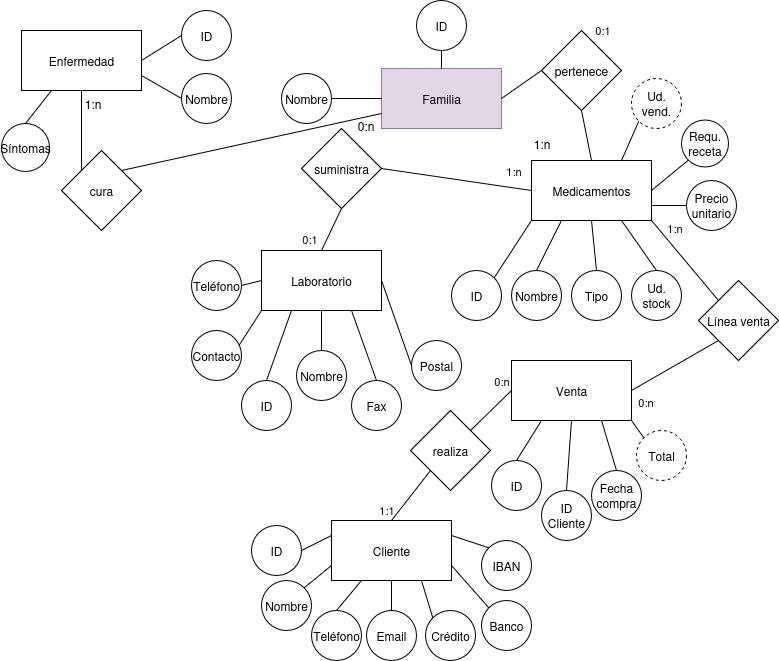 ID
0:1
ID
Enfermedad
pertenece
Familia
Nombre
Nombre
Ud.
vend.
1:n
0:n
Requ.
receta
Síntomas
1:n
suministra
1:n
cura
Medicamentos
Precio
unitario
1:n
0:1
Teléfono
Laboratorio
ID
Nombre
Tipo
Ud.
stock
Línea venta
Contacto
Postal
Nombre
0:n
Venta
0:n
ID
Fax
realiza
Total
ID
Fecha
compra
ID
Cliente
1:1
ID
Cliente
IBAN
Nombre
Banco
Teléfono
Email
Crédito